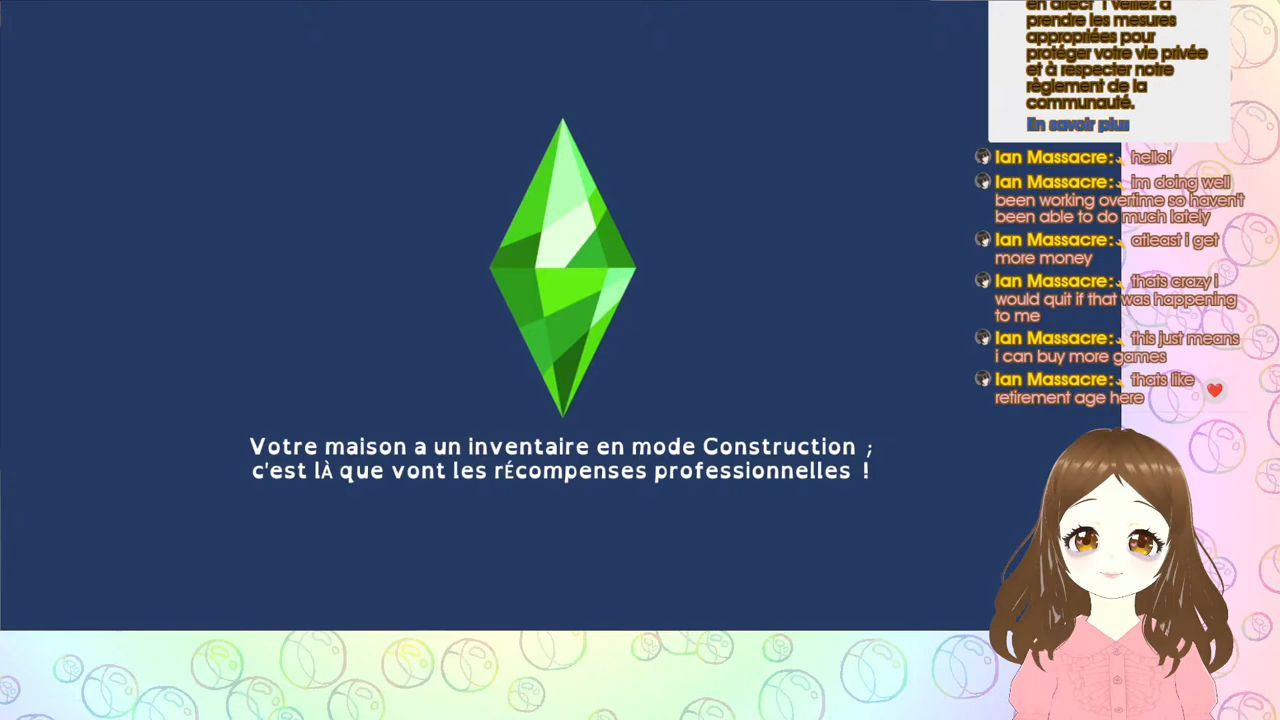 en direct ! Veillez à
prendre les mesures
appropriées pour
protéger votre vie privée
et à respecter notre
règlement de la
communauté.
En savoir plus
Ian Massacre: hello!
Ian Massacre: im doing well
been working overtime so haven't
been able to do much lately
Ian Massacre: atleast i get
more money
Ian Massacre: thats crazy i
would quit if that was happening
to me
Ian Massacre: this just means
i can buy more games
Ian Massacre: thats like
retirement age here
Votre maison a un inventaire en mode Construction ;
c'est lÀ que vont les rÉcompenses professionnelles !